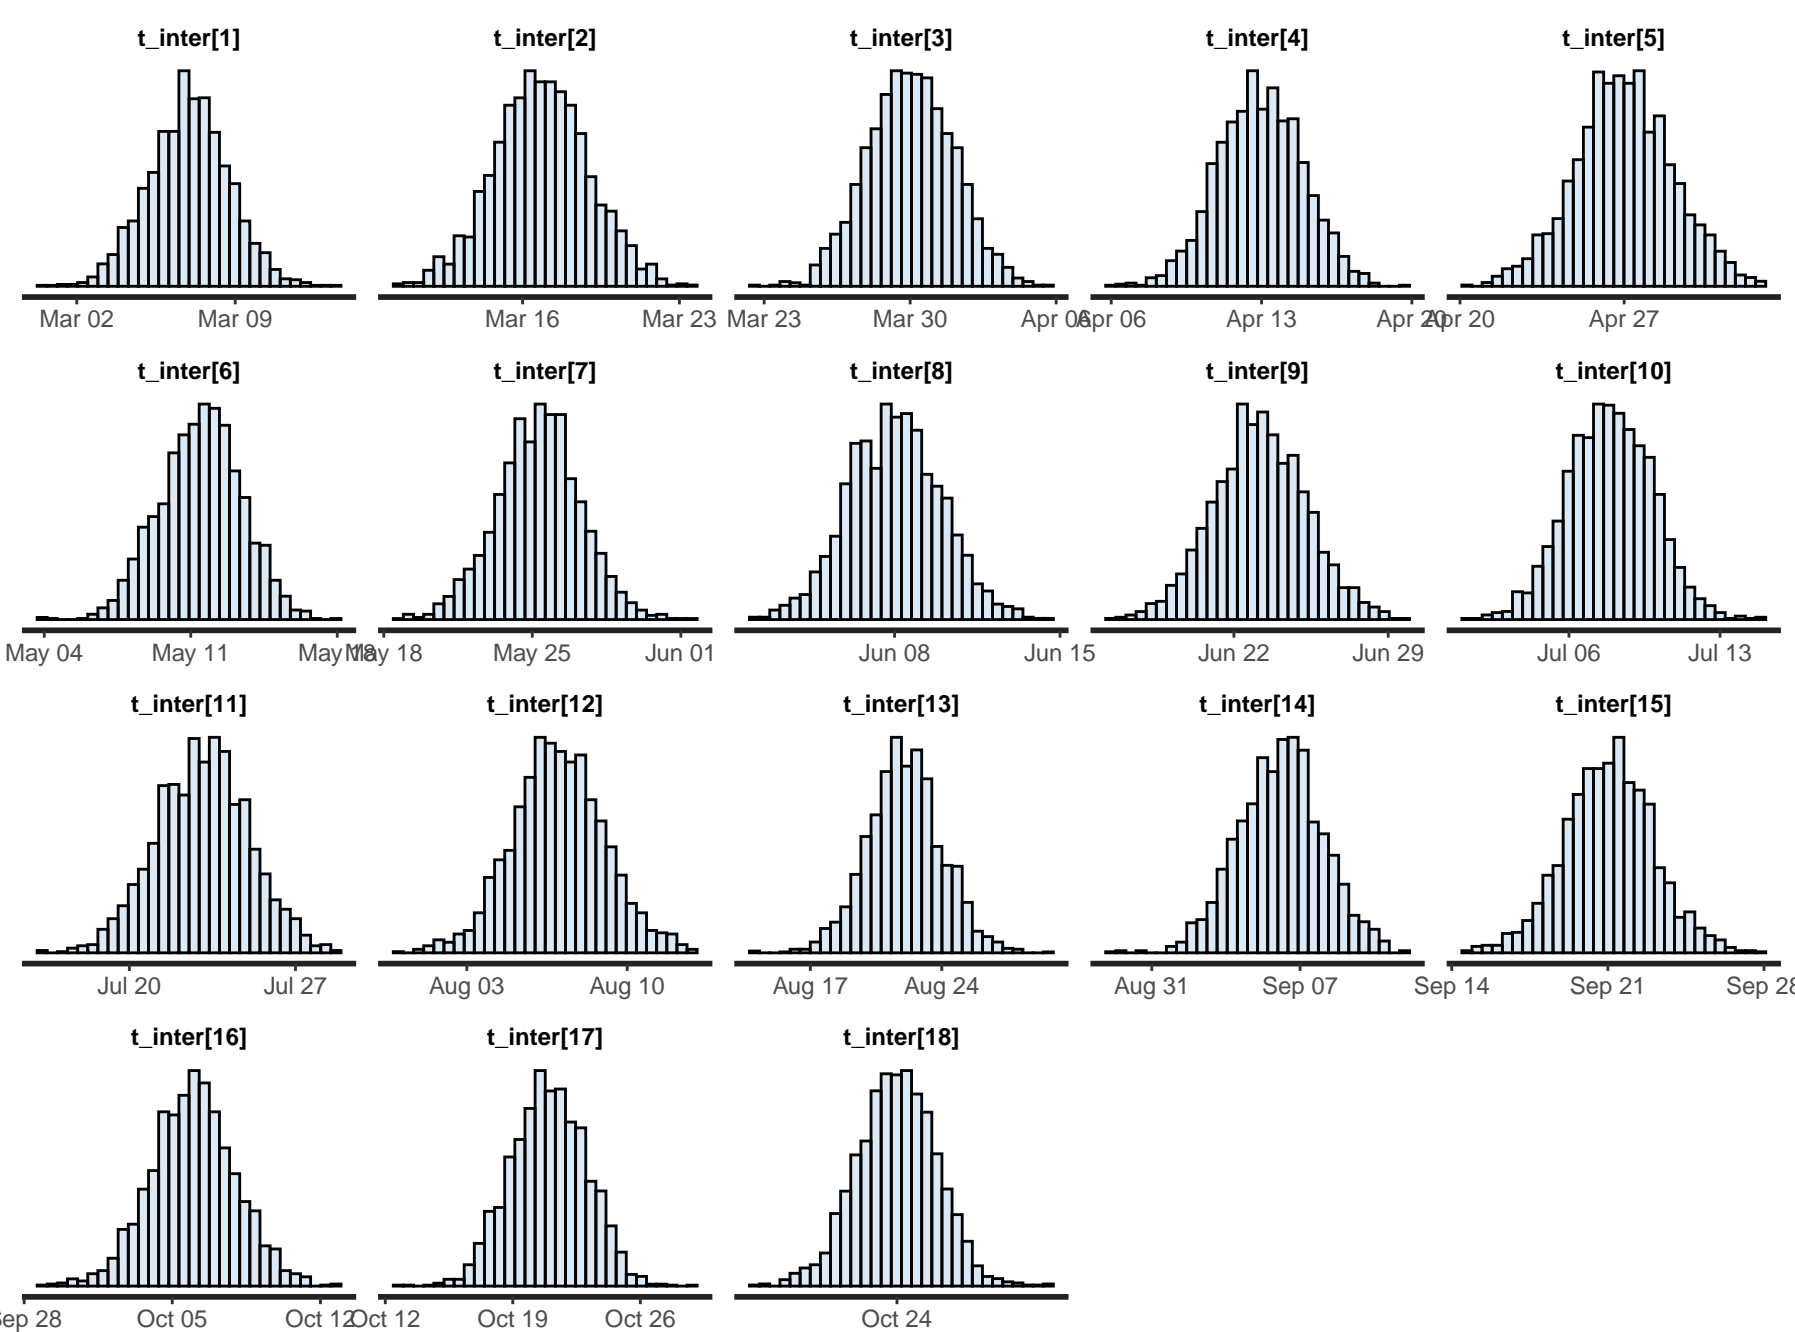 t_inter[1] t_inter[2] t_inter[3] t_inter[4] t_inter[5]
Mar 02 Mar 09 Mar 16 Mar 23 Mar 23 Mar 30 Apr 06 Apr 06 Apr 13 Apr 20 Apr 20 Apr 27
t_inter[6] t_inter[7] t_inter[8] t_inter[9] t_inter[10]
May 04 May 11 May 18 May 18 May 25 Jun 01 Jun 08 Jun 15 Jun 22 Jun 29 Jul 06 Jul 13
t_inter[11] t_inter[12] t_inter[13] t_inter[14] t_inter[15]
Jul 20 Jul 27 Aug 03 Aug 10 Aug 17 Aug 24 Aug 31 Sep 07 Sep 14 Sep 21 Sep 28
t_inter[16] t_inter[17] t_inter[18]
Sep 28 Oct 05 Oct 12 Oct 12 Oct 19 Oct 26 Oct 24